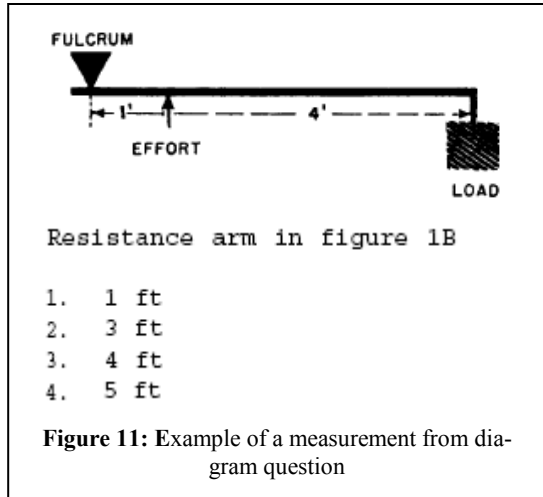 FULCRUM
1' 4'
EFFORT
LOAD
Resistance arm in figure 1B
1. 1 ft
2. 3 ft
3. 4 ft
4. 5 ft
Figure 11: Example of a measurement from dia-
gram question